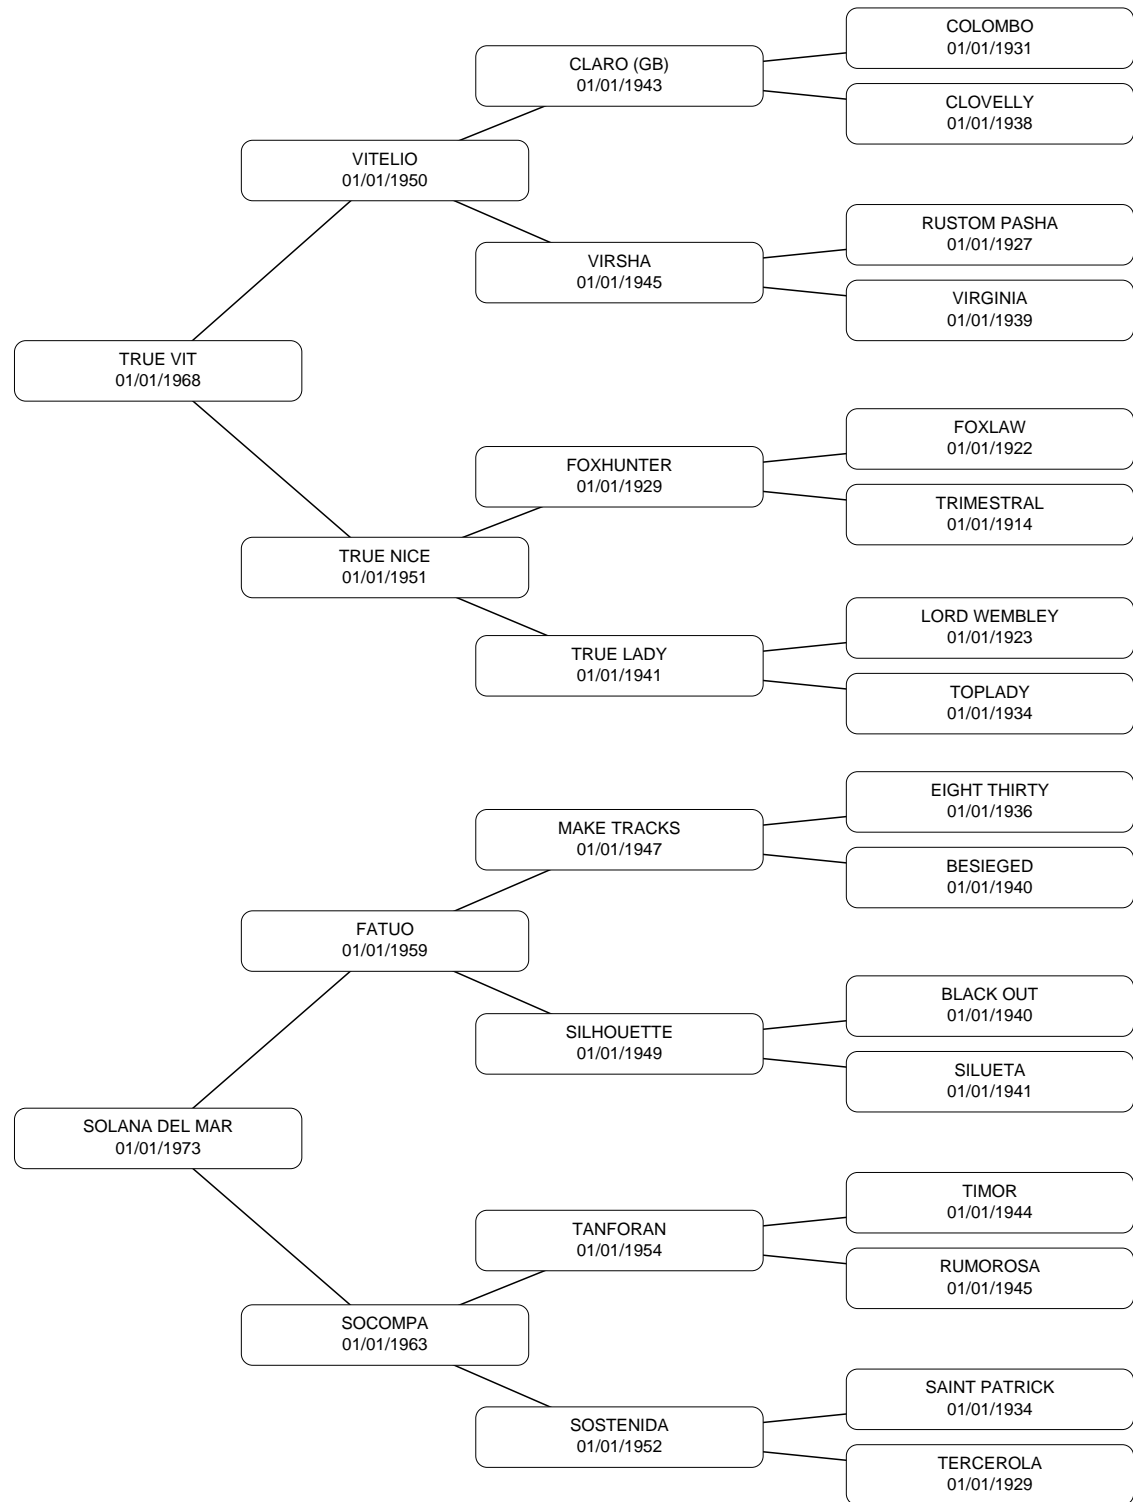 COLOMBO
01/01/1931
CLARO (GB)
01/01/1943
CLOVELLY
01/01/1938
VITELIO
01/01/1950
RUSTOM PASHA
01/01/1927
VIRSHA
01/01/1945
VIRGINIA
01/01/1939
TRUE VIT
01/01/1968
FOXLAW
01/01/1922
FOXHUNTER
01/01/1929
TRIMESTRAL
01/01/1914
TRUE NICE
01/01/1951
LORD WEMBLEY
01/01/1923
TRUE LADY
01/01/1941
TOPLADY
01/01/1934
EIGHT THIRTY
01/01/1936
MAKE TRACKS
01/01/1947
BESIEGED
01/01/1940
FATUO
01/01/1959
BLACK OUT
01/01/1940
SILHOUETTE
01/01/1949
SILUETA
01/01/1941
SOLANA DEL MAR
01/01/1973
TIMOR
01/01/1944
TANFORAN
01/01/1954
RUMOROSA
01/01/1945
SOCOMPA
01/01/1963
SAINT PATRICK
01/01/1934
SOSTENIDA
01/01/1952
TERCEROLA
01/01/1929